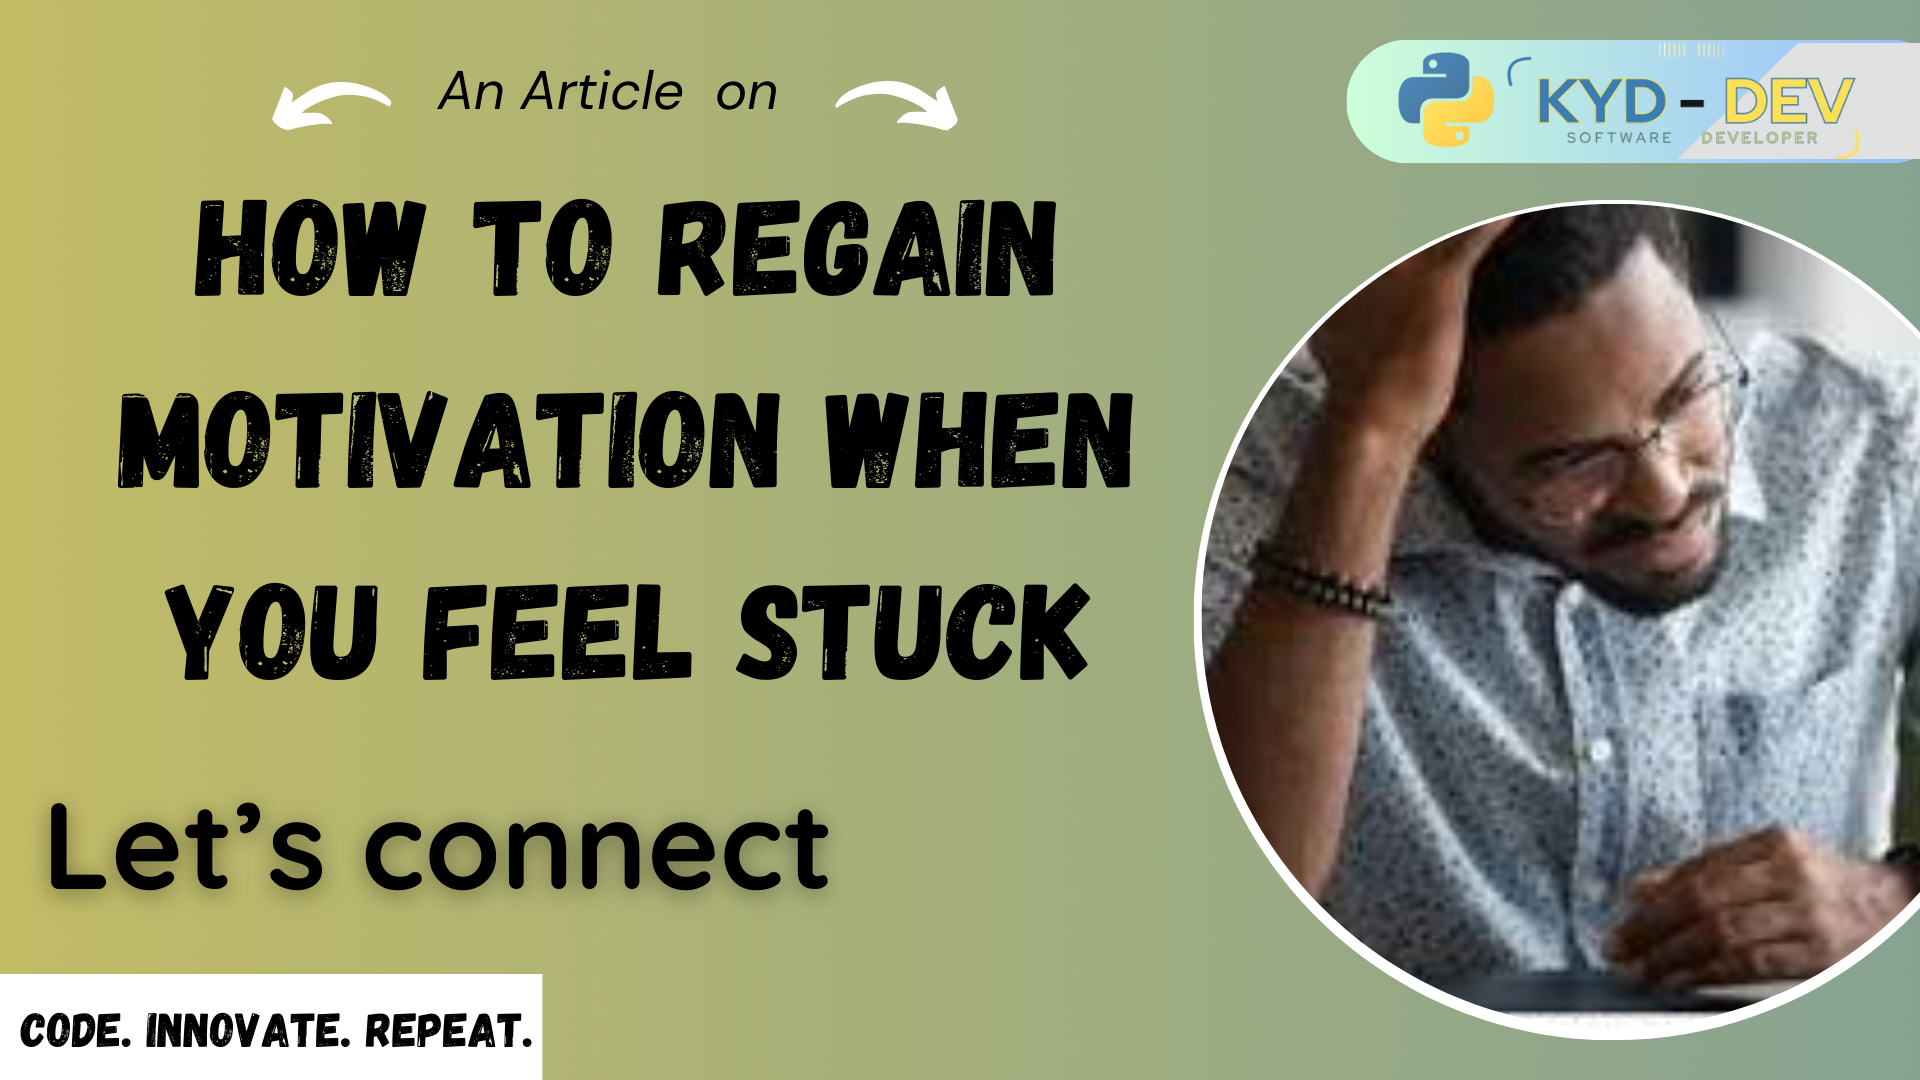 An Article on
KYD - DEV
SOFTWARE DEVELOPER
HOW TO REGAIN
MOTIVATION WHEN
YOU FEEL STUCK
Let's connect
CODE. INNOVATE. REPEAT.